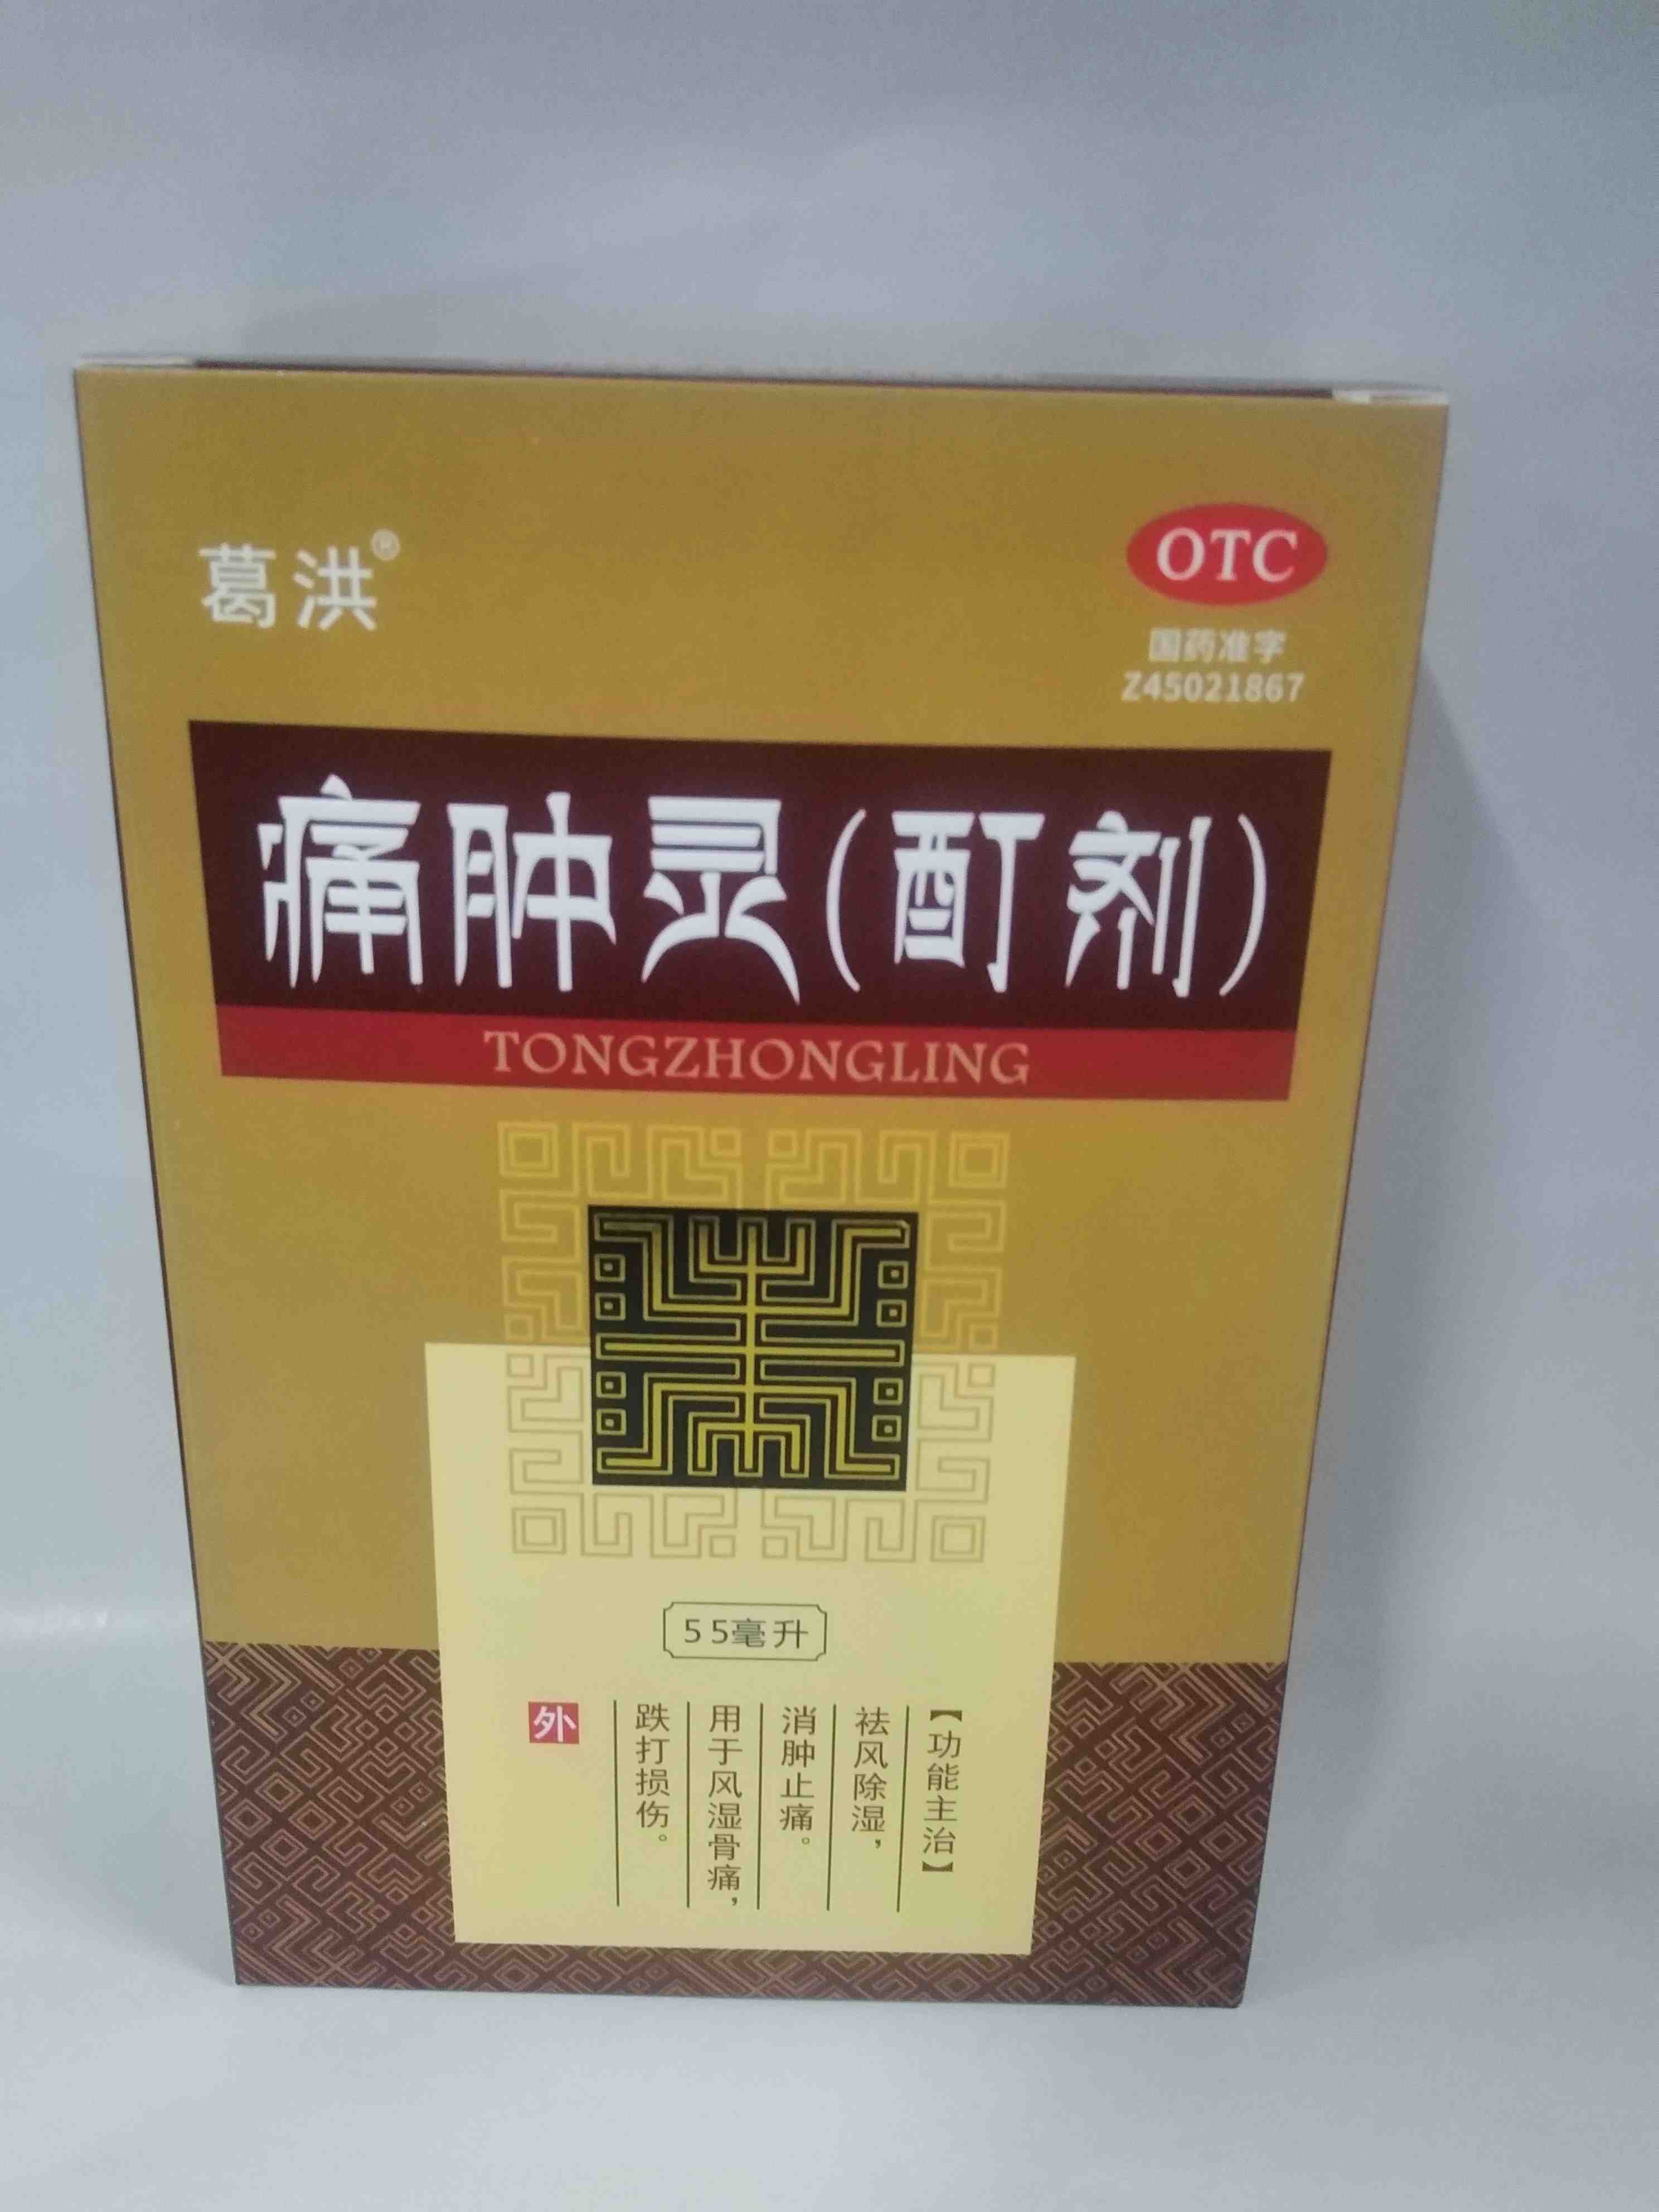 葛洪®
OTC
国药准字
Z45021867
痛肿灵(酊剂)
TONGZHONGLING
55毫升
【功能主治】
祛风除湿，
消肿止痛。
用于风湿骨痛，
跌打损伤。
外